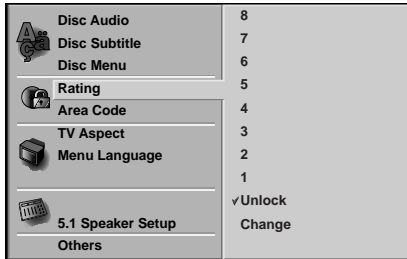 Disc Audio
Disc Subtitle
Disc Menu
Rating
Area Code
TV Aspect
Menu Language
5.1 Speaker Setup
Others
8
7
6
5
4
3
2
1
✓Unlock
Change